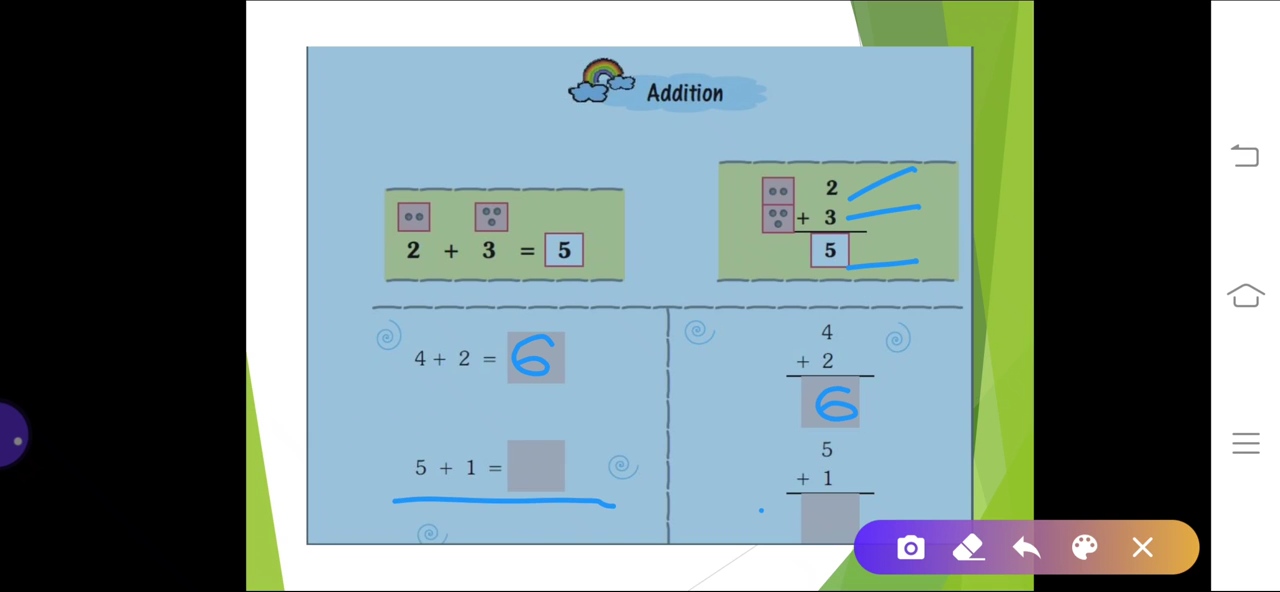 Addition
2 + 3 = 5
2
+ 3
5
4 + 2 = 6
5 + 1 =
4
+ 2
6
5
+ 1